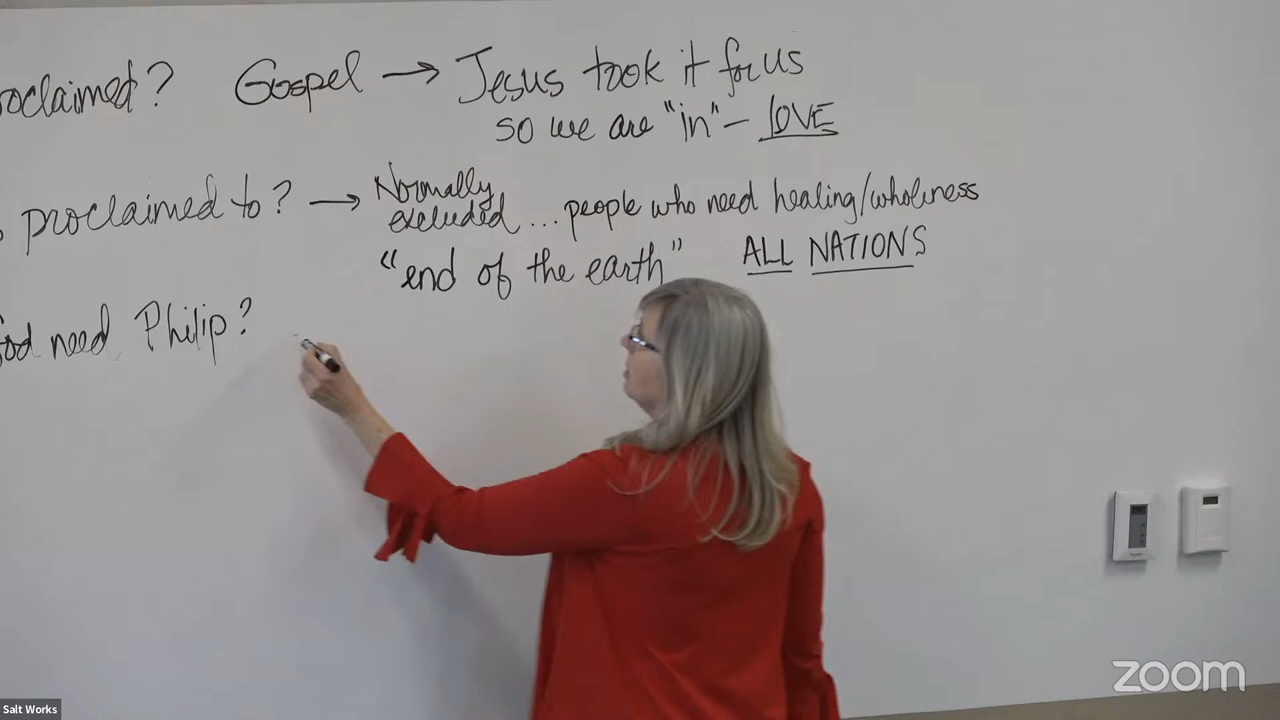 roclaimed? Gospel → Jesus took it for us
so we are "in" – LOVE
proclaimed to? → Normally
excluded ... people who need healing/wholeness
"end of the earth" ALL NATIONS
God need Philip?
zoom
Salt Works